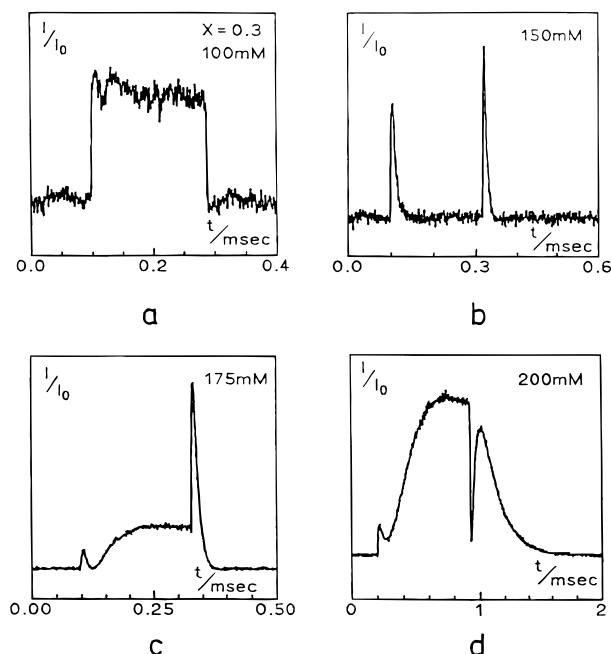 I/I0 X = 0.3
100mM
t/msec
0.0 0.2 0.4
a
I/I0 150mM
t/msec
0.0 0.3 0.6
b
I/I0 175mM
t/msec
0.00 0.25 0.50
c
I/I0 200mM
t/msec
0 1 2
d